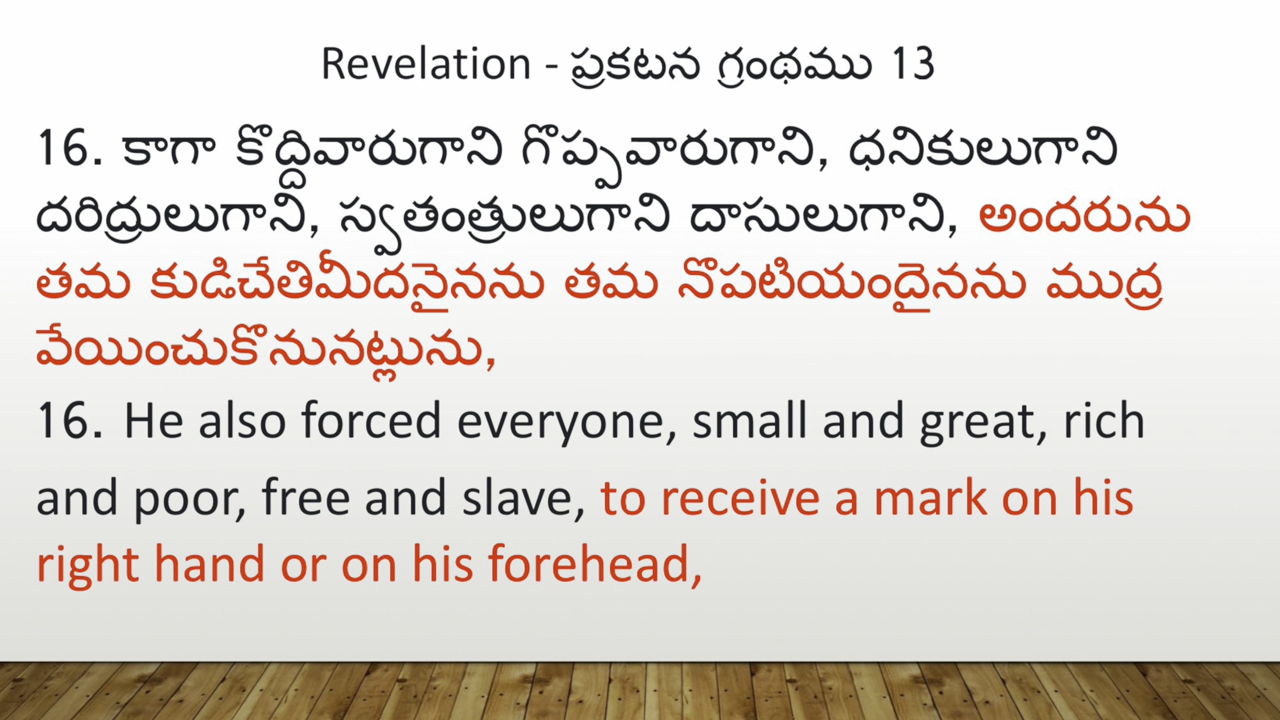 Revelation - ప్రకటన గ్రంథము 13
16. కాగా కొద్దివారుగాని గొప్పవారుగాని, ధనికులుగాని
దరిద్రులుగాని, స్వతంత్రులుగాని దాసులుగాని, అందరును
తమ కుడిచేతిమీదనైనను తమ నొపటియందైనను ముద్ర
వేయించుకొనునట్లును,
16. He also forced everyone, small and great, rich
and poor, free and slave, to receive a mark on his
right hand or on his forehead,